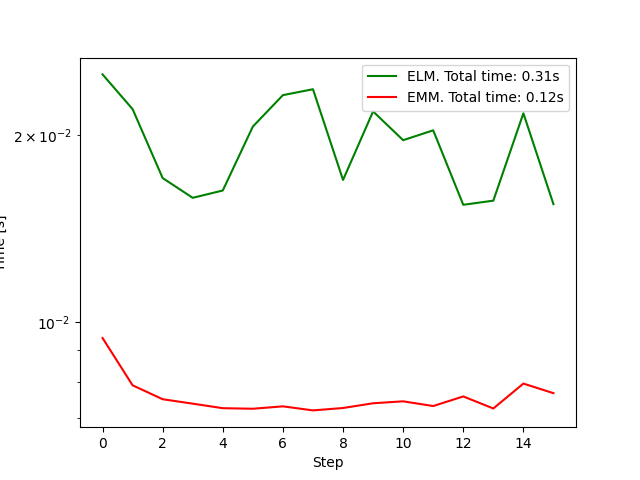 ELM. Total time: 0.31s
EMM. Total time: 0.12s
2 × 10⁻²
10⁻²
[s]
0 2 4 6 8 10 12 14
Step